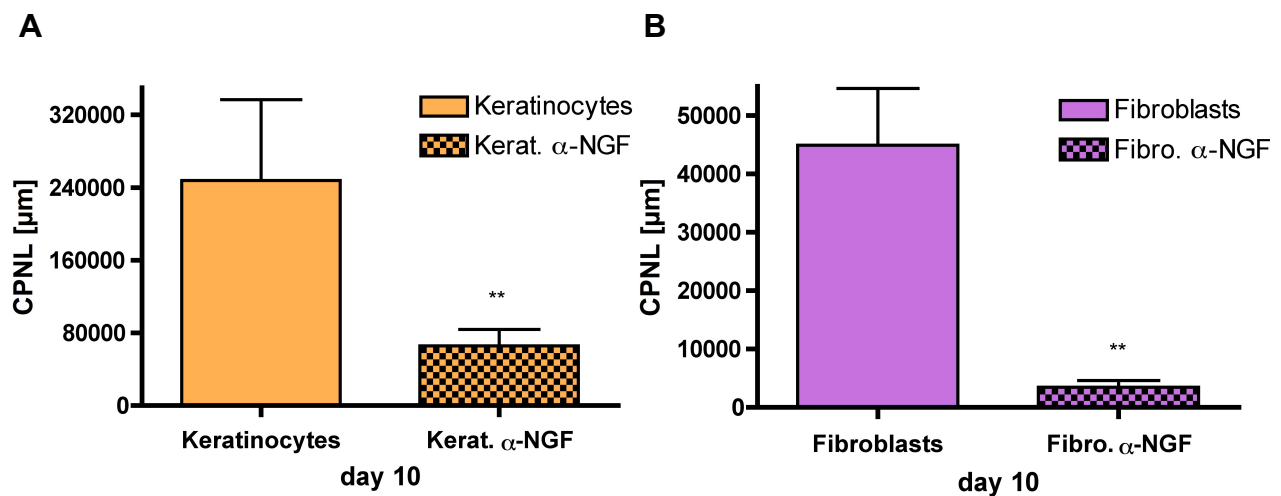 A
CPNL [µm]
320000
240000
160000
80000
0
Keratinocytes
Kerat. α-NGF
**
Keratinocytes
Kerat. α-NGF
day 10
B
CPNL [µm]
50000
40000
30000
20000
10000
0
Fibroblasts
Fibro. α-NGF
**
Fibroblasts
Fibro. α-NGF
day 10